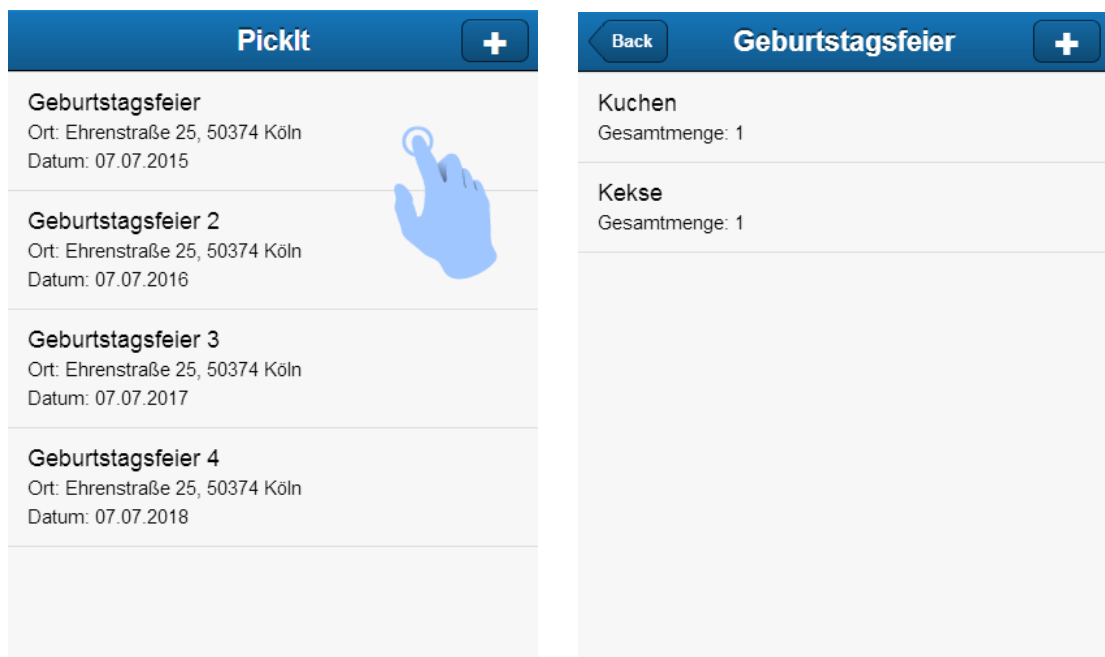 PickIt
Geburtstagsfeier
Ort: Ehrenstraße 25, 50374 Köln
Datum: 07.07.2015
Geburtstagsfeier 2
Ort: Ehrenstraße 25, 50374 Köln
Datum: 07.07.2016
Geburtstagsfeier 3
Ort: Ehrenstraße 25, 50374 Köln
Datum: 07.07.2017
Geburtstagsfeier 4
Ort: Ehrenstraße 25, 50374 Köln
Datum: 07.07.2018
Back
Geburtstagsfeier
Kuchen
Gesamtmenge: 1
Kekse
Gesamtmenge: 1